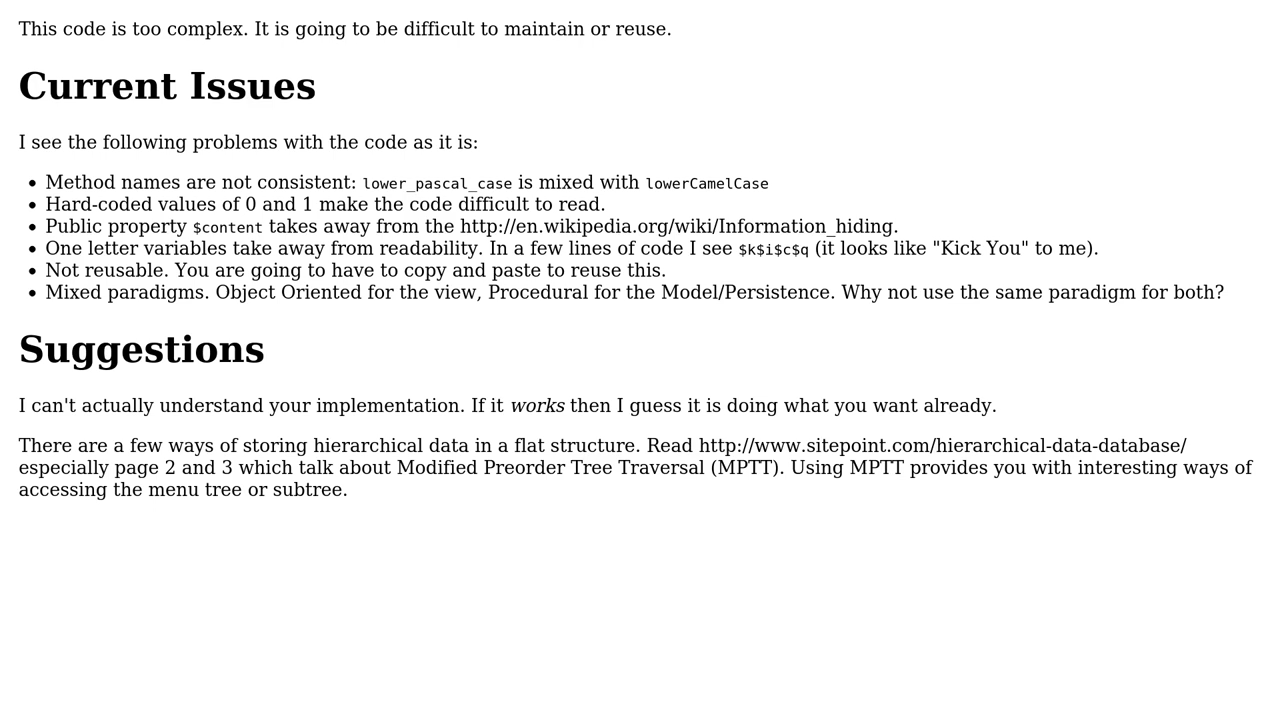 This code is too complex. It is going to be difficult to maintain or reuse.
Current Issues
I see the following problems with the code as it is:
• Method names are not consistent: lower_pascal_case is mixed with lowerCamelCase
• Hard-coded values of 0 and 1 make the code difficult to read.
• Public property $content takes away from the http://en.wikipedia.org/wiki/Information_hiding.
• One letter variables take away from readability. In a few lines of code I see $k$i$c$q (it looks like "Kick You" to me).
• Not reusable. You are going to have to copy and paste to reuse this.
• Mixed paradigms. Object Oriented for the view, Procedural for the Model/Persistence. Why not use the same paradigm for both?
Suggestions
I can't actually understand your implementation. If it works then I guess it is doing what you want already.
There are a few ways of storing hierarchical data in a flat structure. Read http://www.sitepoint.com/hierarchical-data-database/
especially page 2 and 3 which talk about Modified Preorder Tree Traversal (MPTT). Using MPTT provides you with interesting ways of
accessing the menu tree or subtree.